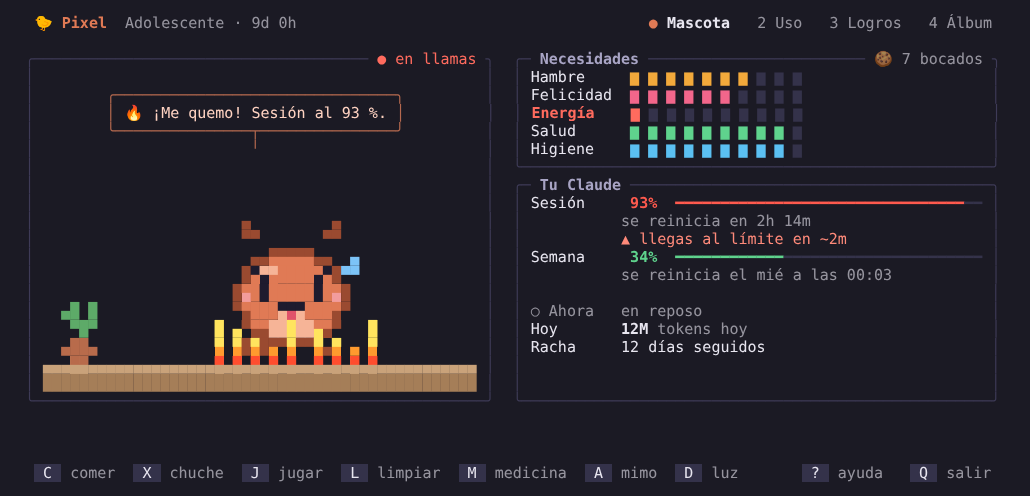 Pixel Adolescente · 9d 0h
● Mascota 2 Uso 3 Logros 4 Álbum
● en llamas
🔥 ¡Me quemo! Sesión al 93 %.
Necesidades 🍪 7 bocados
Hambre
Felicidad
Energía
Salud
Higiene
Tu Claude
Sesión 93%
se reinicia en 2h 14m
▲ llegas al límite en ~2m
Semana 34%
se reinicia el mié a las 00:03
○ Ahora en reposo
Hoy 12M tokens hoy
Racha 12 días seguidos
C comer X chuche J jugar L limpiar M medicina A mimo D luz ? ayuda Q salir